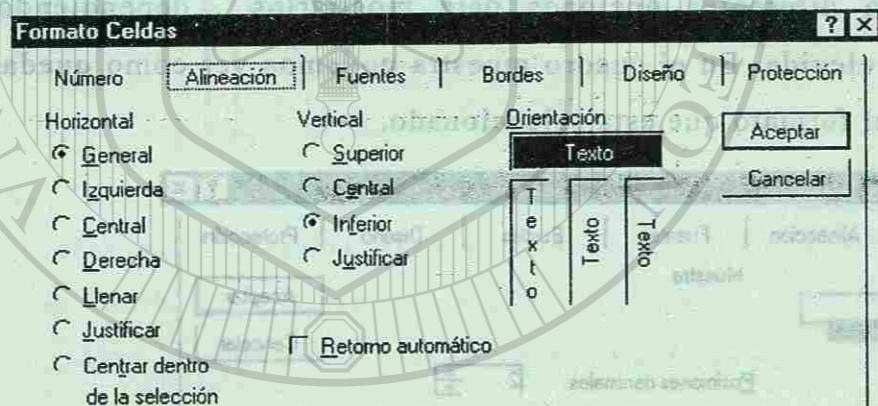 Formato Celdas
Número Alineación Fuentes Bordes Diseño Protección
Horizontal Vertical Orientación
General Superior Texto Aceptar
Izquierda Central Cancelar
Central Inferior
Derecha Justificar
Llenar
Justificar
Texto Texto Texto
Retorno automático
Centrar dentro
de la selección